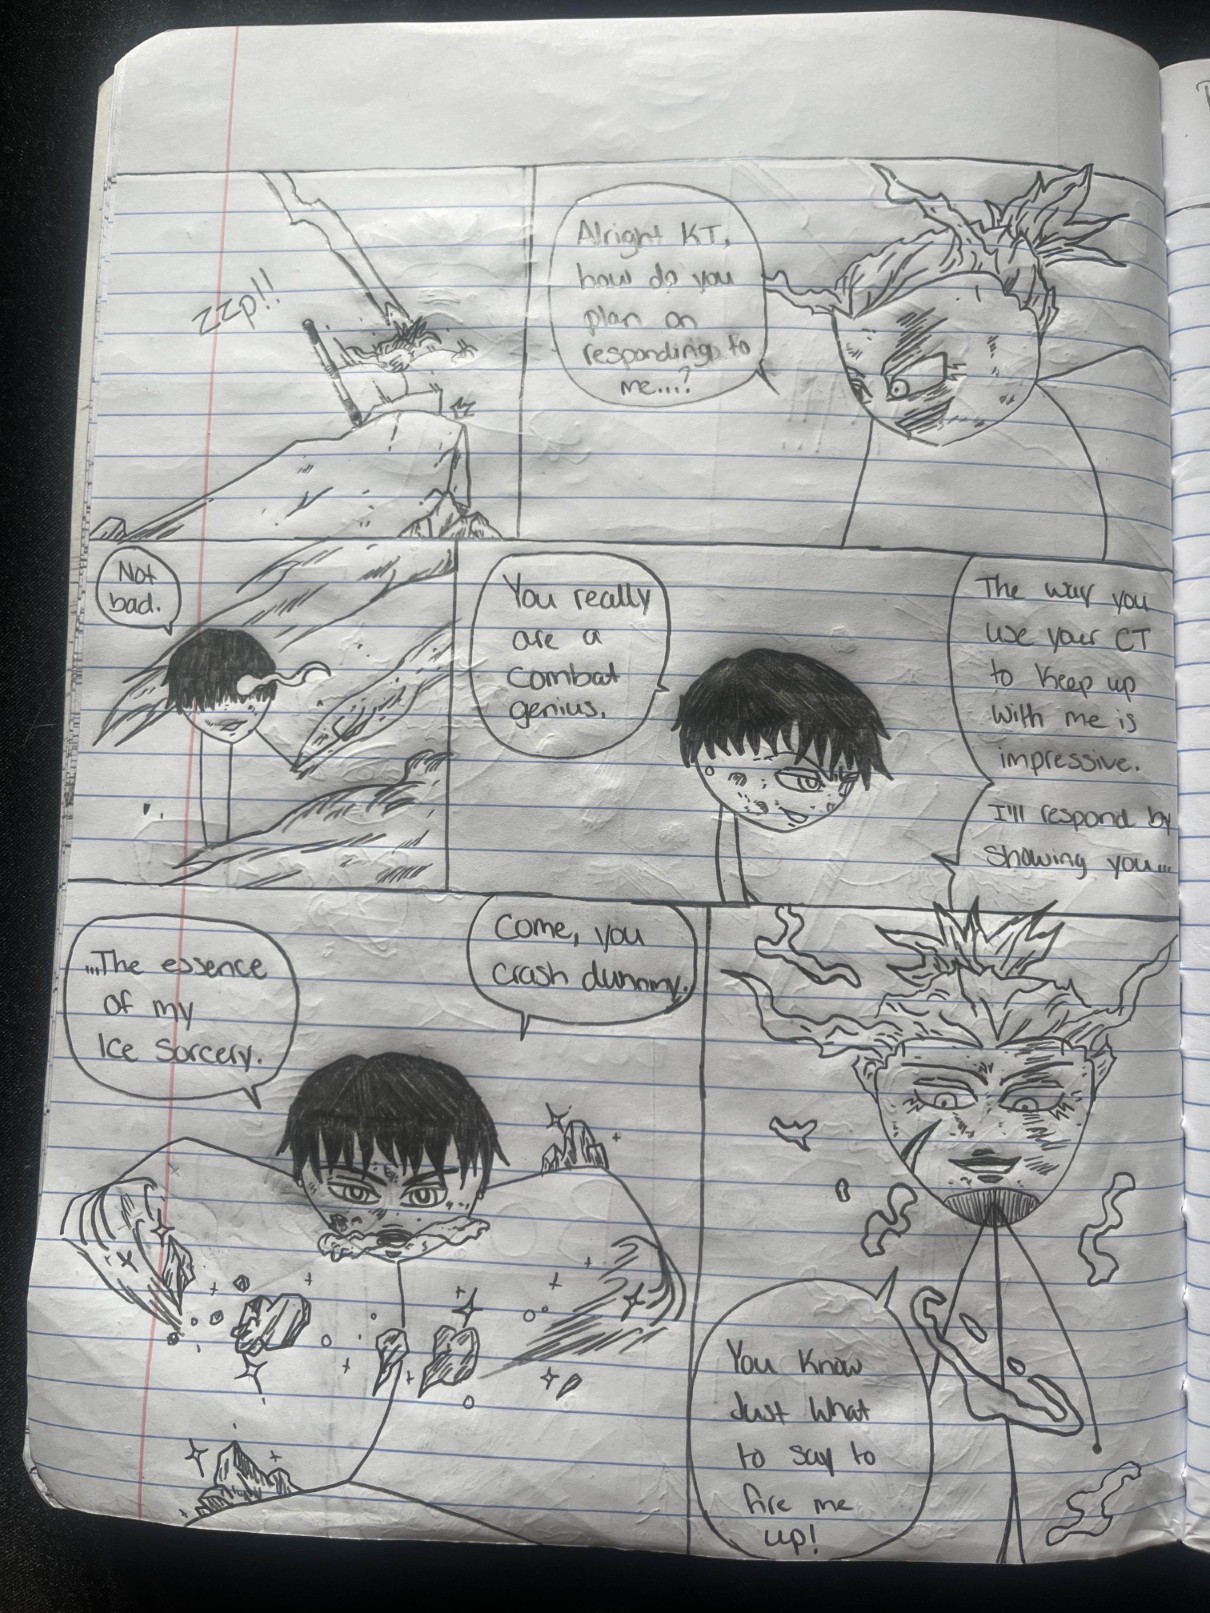 zzp!!
Alright KT,
how do you
plan on
responding to
me...?
Not
bad.
You really
are a
combat
genius.
The way you
use your CT
to keep up
with me is
impressive.
I'll respond by
showing you...
...The essence
of my
Ice Sorcery.
Come, you
crash dummy.
You know
just what
to say to
fire me
up!